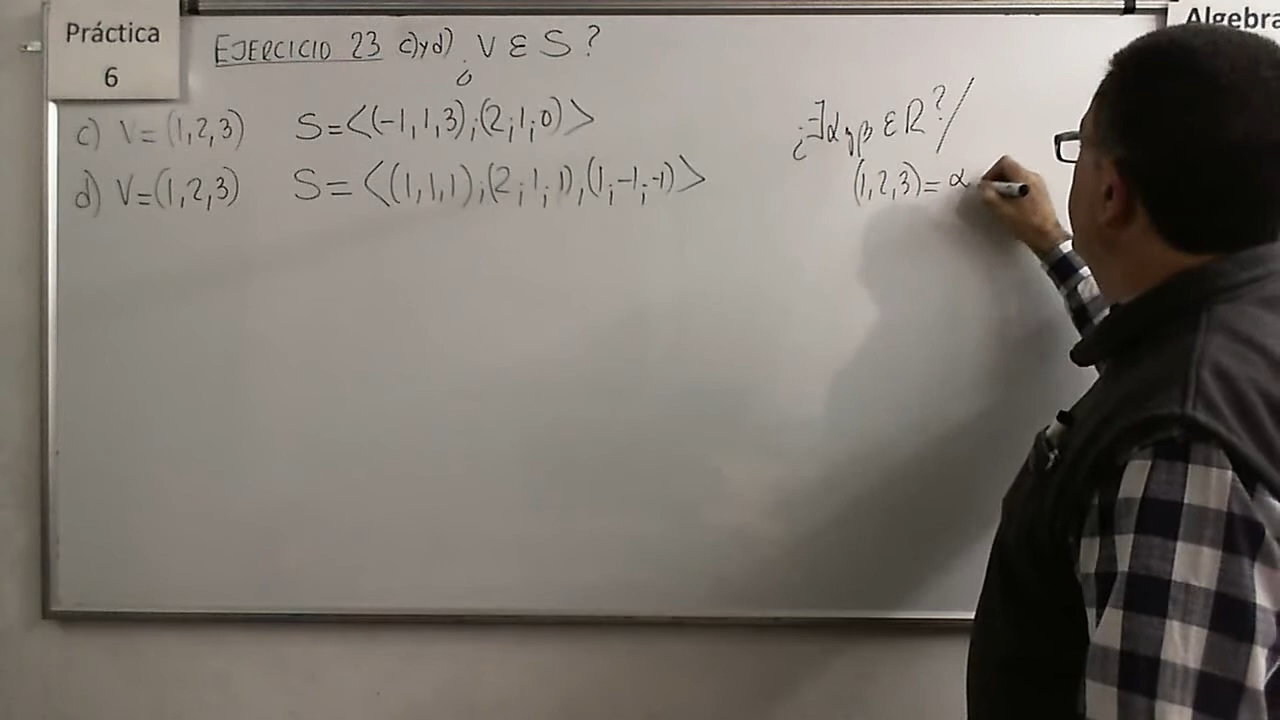 Práctica
6
Algebra
EJERCICIO 23 c) y d) ¿ V ∈ S ?
c) V = (1,2,3) S = <(-1,1,3);(2;1;0)>
d) V = (1,2,3) S = <(1,1,1);(2;1;1),(1;-1;-1)>
¿∃ α y β ∈ R ? /
(1,2,3) = α